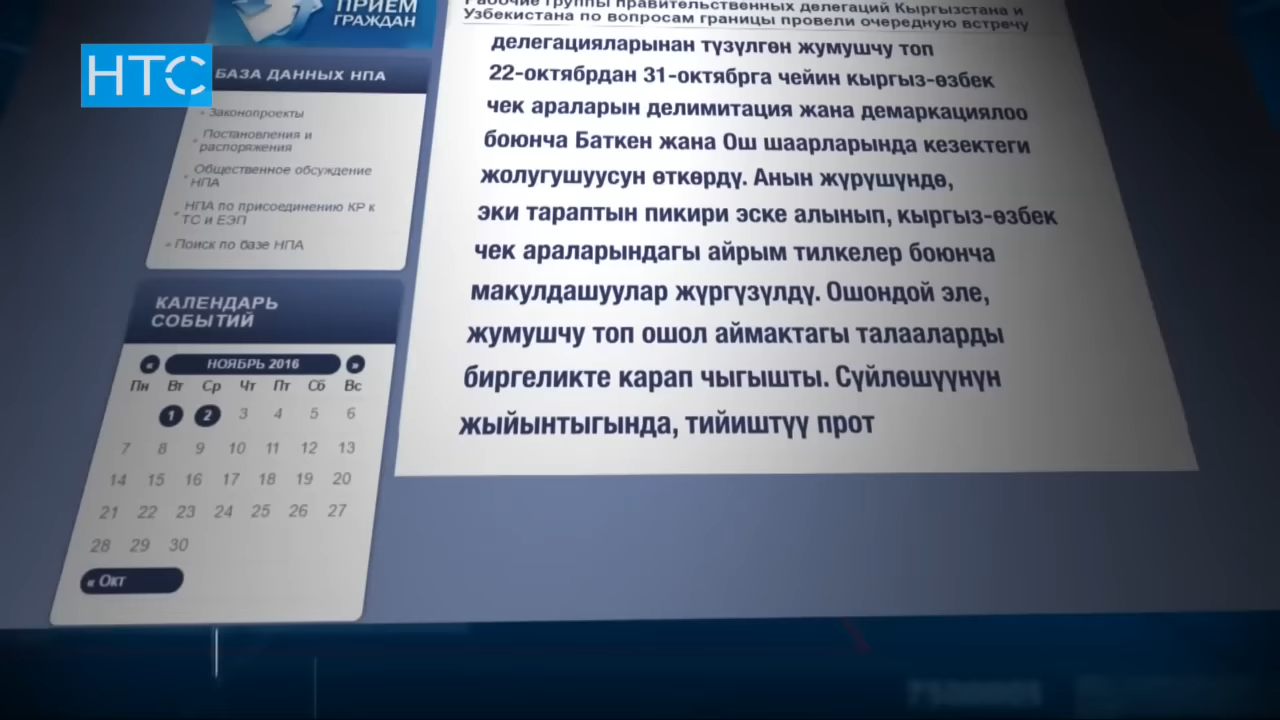 ПРИЕМ
ГРАЖДАН
НТС
БАЗА ДАННЫХ НПА
» Законопроекты
Постановления и
распоряжения
Общественное обсуждение
НПА
НПА по присоединению КР к
ТС и ЕЭП
» Поиск по базе НПА
КАЛЕНДАРЬ
СОБЫТИЙ
« НОЯБРЬ 2016 »
Пн Вт Ср Чт Пт Сб Вс
1 2 3 4 5 6
7 8 9 10 11 12 13
14 15 16 17 18 19 20
21 22 23 24 25 26 27
28 29 30
« Окт
Рабочие группы правительственных делегаций Кыргызстана и
Узбекистана по вопросам границы провели очередную встречу
делегацияларынан түзүлгөн жумушчу топ
22-октябрдан 31-октябрга чейин кыргыз-өзбек
чек араларын делимитация жана демаркациялоо
боюнча Баткен жана Ош шаарларында кезектеги
жолугушуусун өткөрдү. Анын жүрүшүндө,
эки тараптын пикири эске алынып, кыргыз-өзбек
чек араларындагы айрым тилкелер боюнча
макулдашуулар жүргүзүлдү. Ошондой эле,
жумушчу топ ошол аймактагы талааларды
биргеликте карап чыгышты. Сүйлөшүүнүн
жыйынтыгында, тийиштүү прот